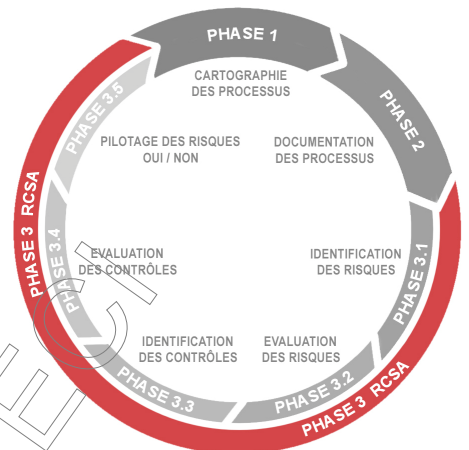 PHASE 1
CARTOGRAPHIE
DES PROCESSUS
PHASE 2
DOCUMENTATION
DES PROCESSUS
PHASE 3.1
IDENTIFICATION
DES RISQUES
PHASE 3 RCSA
PHASE 3.2
EVALUATION
DES RISQUES
PHASE 3.3
IDENTIFICATION
DES CONTRÔLES
PHASE 3.4
EVALUATION
DES CONTRÔLES
PHASE 3 RCSA
PHASE 3.5
PILOTAGE DES RISQUES
OUI / NON
ECI